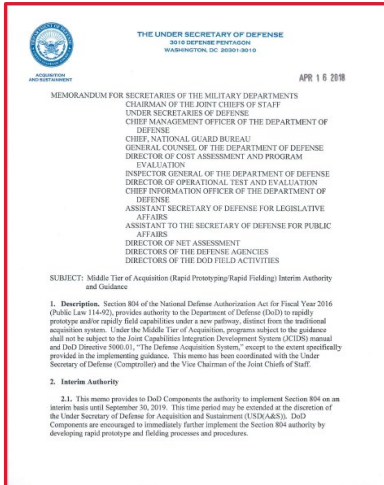 THE UNDER SECRETARY OF DEFENSE
3010 DEFENSE PENTAGON
WASHINGTON, DC 20301-3010
ACQUISITION
AND SUSTAINMENT
APR 16 2018
MEMORANDUM FOR SECRETARIES OF THE MILITARY DEPARTMENTS
CHAIRMAN OF THE JOINT CHIEFS OF STAFF
UNDER SECRETARIES OF DEFENSE
CHIEF MANAGEMENT OFFICER OF THE DEPARTMENT OF
DEFENSE
CHIEF, NATIONAL GUARD BUREAU
GENERAL COUNSEL OF THE DEPARTMENT OF DEFENSE
DIRECTOR OF COST ASSESSMENT AND PROGRAM
EVALUATION
INSPECTOR GENERAL OF THE DEPARTMENT OF DEFENSE
DIRECTOR OF OPERATIONAL TEST AND EVALUATION
CHIEF INFORMATION OFFICER OF THE DEPARTMENT OF
DEFENSE
ASSISTANT SECRETARY OF DEFENSE FOR LEGISLATIVE
AFFAIRS
ASSISTANT TO THE SECRETARY OF DEFENSE FOR PUBLIC
AFFAIRS
DIRECTOR OF NET ASSESSMENT
DIRECTORS OF THE DEFENSE AGENCIES
DIRECTORS OF THE DOD FIELD ACTIVITIES
SUBJECT: Middle Tier of Acquisition (Rapid Prototyping/Rapid Fielding) Interim Authority
and Guidance
1. Description. Section 804 of the National Defense Authorization Act for Fiscal Year 2016
(Public Law 114-92), provides authority to the Department of Defense (DoD) to rapidly
prototype and/or rapidly field capabilities under a new pathway, distinct from the traditional
acquisition system. Under the Middle Tier of Acquisition, programs subject to the guidance
shall not be subject to the Joint Capabilities Integration Development System (JCIDS) manual
and DoD Directive 5000.01, "The Defense Acquisition System," except to the extent specifically
provided in the implementing guidance. This memo has been coordinated with the Under
Secretary of Defense (Comptroller) and the Vice Chairman of the Joint Chiefs of Staff.
2. Interim Authority
2.1. This memo provides to DoD Components the authority to implement Section 804 on an
interim basis until September 30, 2019. This time period may be extended at the discretion of
the Under Secretary of Defense for Acquisition and Sustainment (USD(A&S)). DoD
Components are encouraged to immediately further implement the Section 804 authority by
developing rapid prototype and fielding processes and procedures.